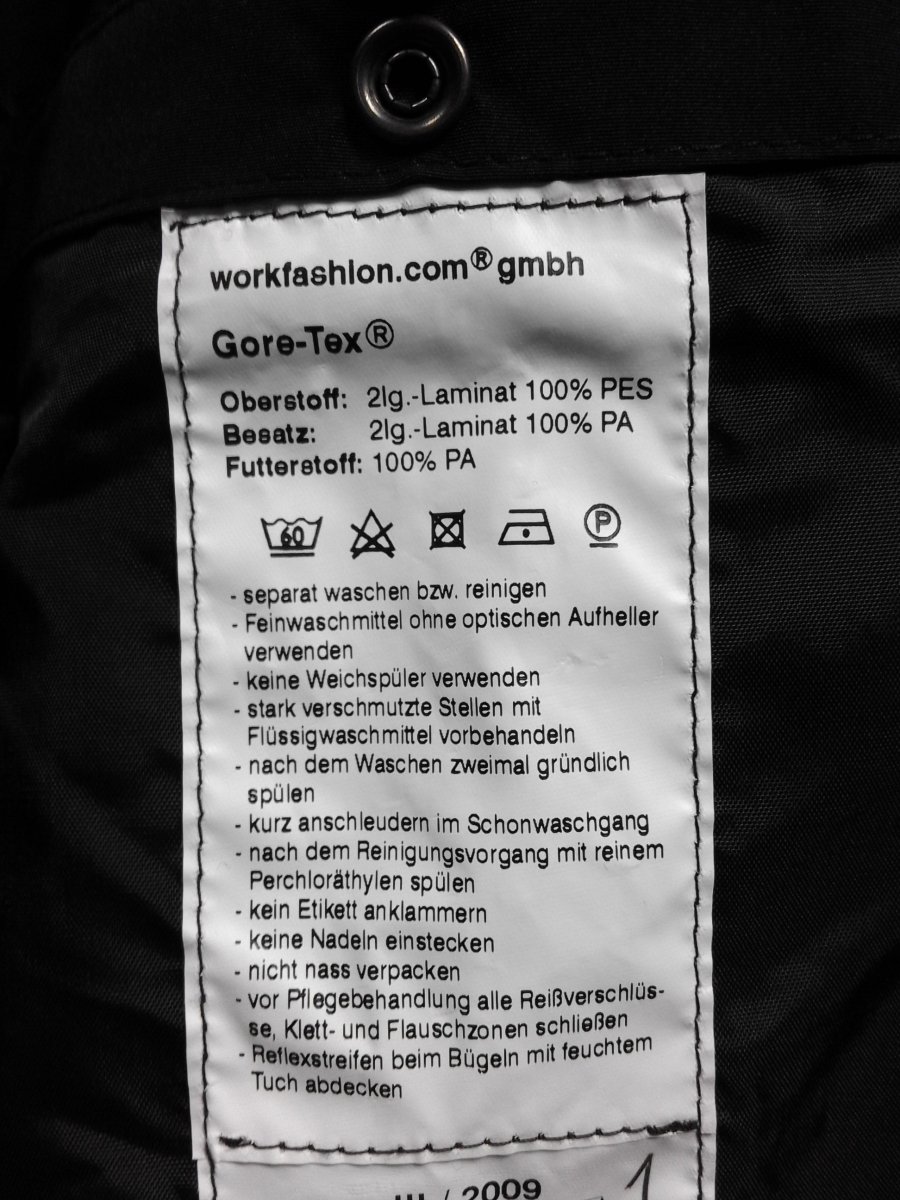 workfashion.com® gmbh
Gore-Tex®
Oberstoff: 2lg.-Laminat 100% PES
Besatz: 2lg.-Laminat 100% PA
Futterstoff: 100% PA
60 P
- separat waschen bzw. reinigen
- Feinwaschmittel ohne optischen Aufheller
verwenden
- keine Weichspüler verwenden
- stark verschmutzte Stellen mit
Flüssigwaschmittel vorbehandeln
- nach dem Waschen zweimal gründlich
spülen
- kurz anschleudern im Schonwaschgang
- nach dem Reinigungsvorgang mit reinem
Perchloräthylen spülen
- kein Etikett anklammern
- keine Nadeln einstecken
- nicht nass verpacken
- vor Pflegebehandlung alle Reißverschlüs-
se, Klett- und Flauschzonen schließen
- Reflexstreifen beim Bügeln mit feuchtem
Tuch abdecken
/ 2009 1